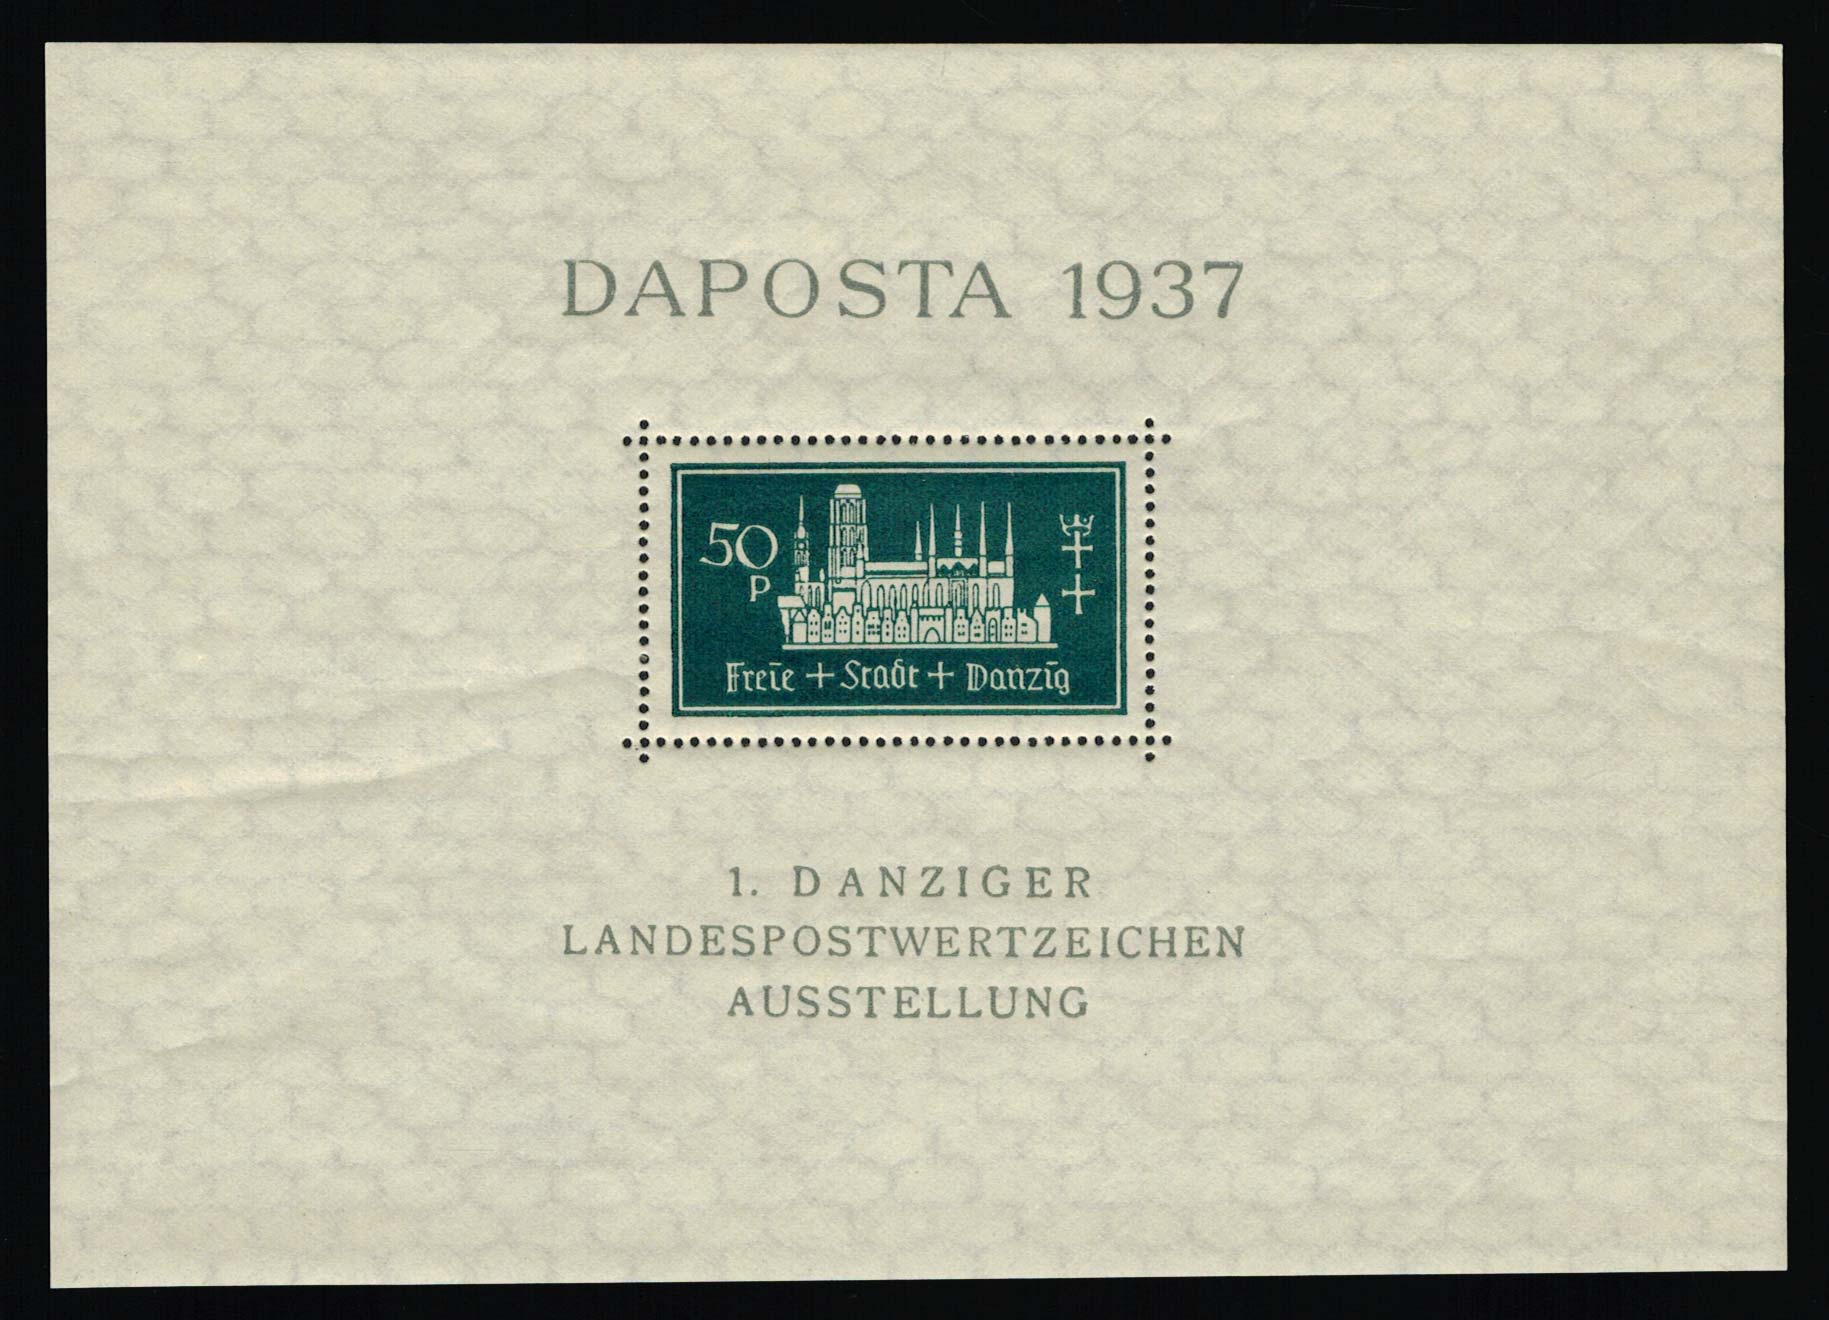 DAPOSTA 1937
50
P
Freie + Stadt + Danzig
1. DANZIGER
LANDESPOSTWERTZEICHEN
AUSSTELLUNG